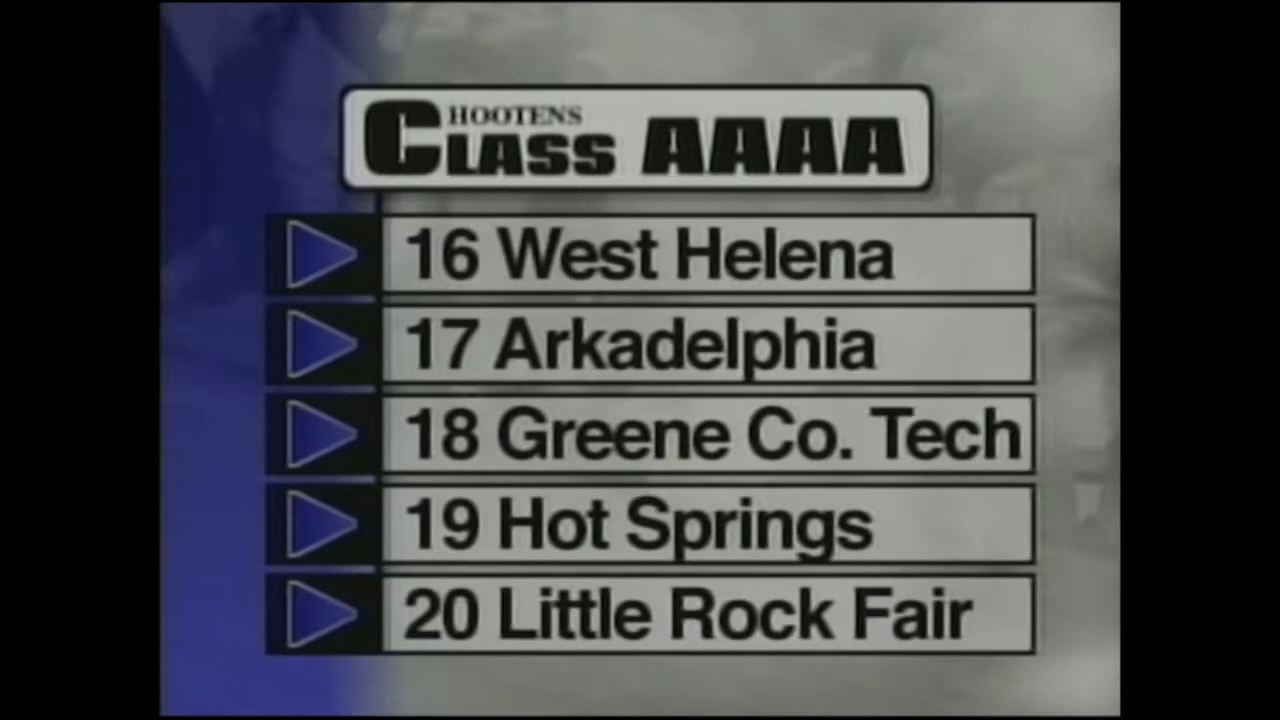 HOOTENS
CLASS AAAA
16 West Helena
17 Arkadelphia
18 Greene Co. Tech
19 Hot Springs
20 Little Rock Fair